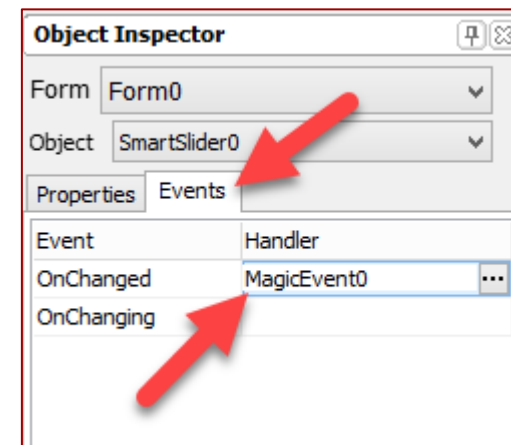 Object Inspector
Form Form0
Object SmartSlider0
Properties Events
Event Handler
OnChanged MagicEvent0 ...
OnChanging